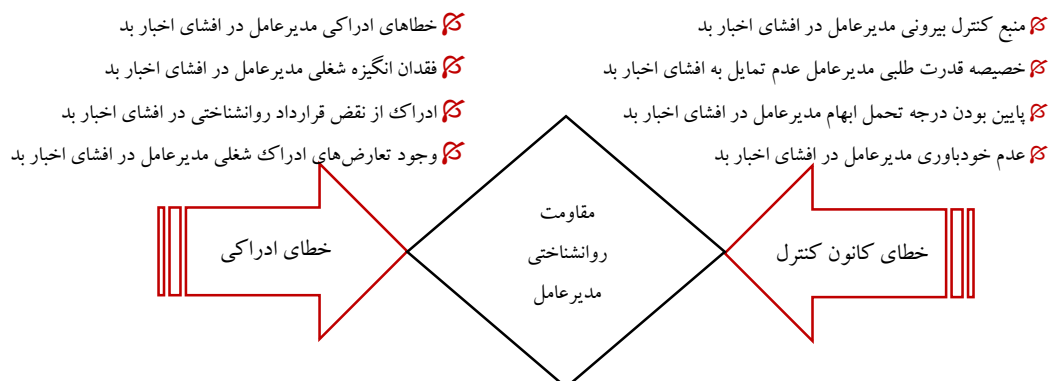 منبع کنترل بیرونی مدیرعامل در افشای اخبار بد
خصیصه قدرت طلبی مدیرعامل عدم تمایل به افشای اخبار بد
پایین بودن درجه تحمل ابهام مدیرعامل در افشای اخبار بد
عدم خودباوری مدیرعامل در افشای اخبار بد
خطاهای ادراکی مدیرعامل در افشای اخبار بد
فقدان انگیزه شغلی مدیرعامل در افشای اخبار بد
ادراک از نقض قرارداد روانشناختی در افشای اخبار بد
وجود تعارض‌های ادراک شغلی مدیرعامل در افشای اخبار بد
خطای کانون کنترل
مقاومت
روانشناختی
مدیرعامل
خطای ادراکی